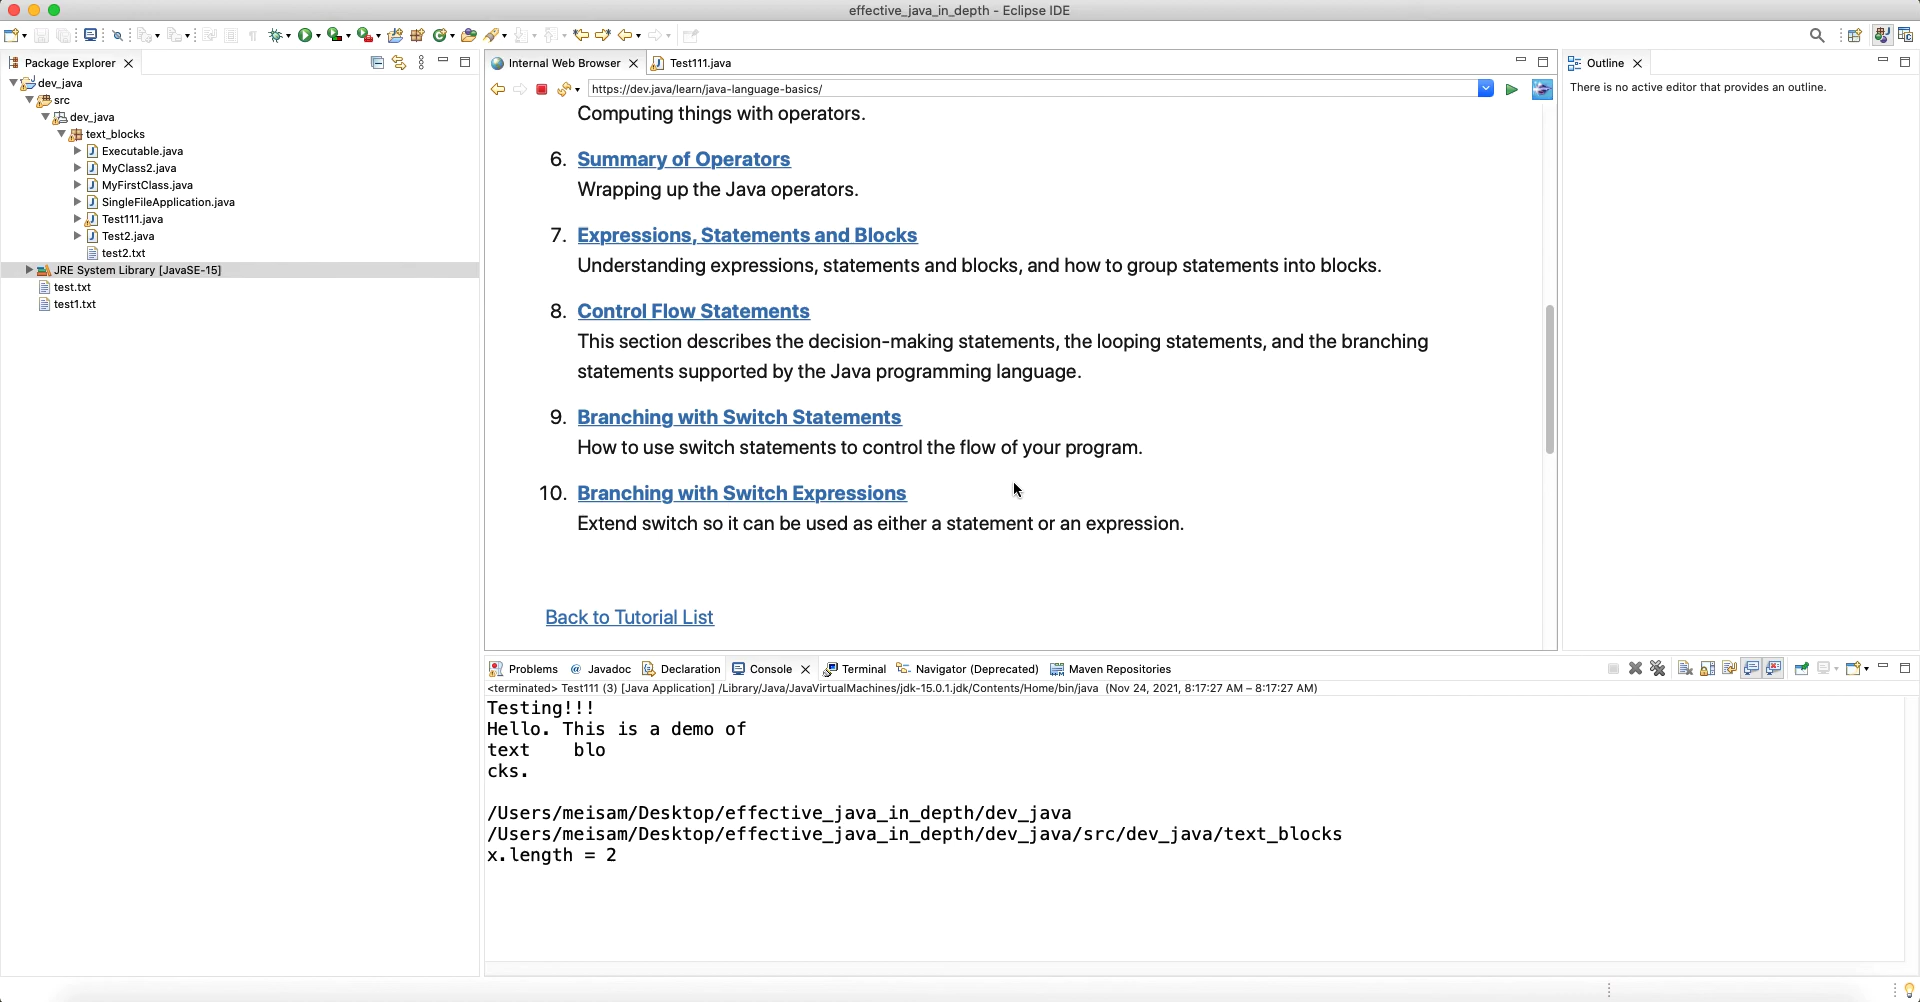 effective_java_in_depth - Eclipse IDE
Package Explorer
dev_java
src
dev_java
text_blocks
Executable.java
MyClass2.java
MyFirstClass.java
SingleFileApplication.java
Test111.java
Test2.java
test2.txt
JRE System Library [JavaSE-15]
test.txt
test1.txt
Internal Web Browser
Test111.java
https://dev.java/learn/java-language-basics/
Computing things with operators.
6. Summary of Operators
Wrapping up the Java operators.
7. Expressions, Statements and Blocks
Understanding expressions, statements and blocks, and how to group statements into blocks.
8. Control Flow Statements
This section describes the decision-making statements, the looping statements, and the branching
statements supported by the Java programming language.
9. Branching with Switch Statements
How to use switch statements to control the flow of your program.
10. Branching with Switch Expressions
Extend switch so it can be used as either a statement or an expression.
Back to Tutorial List
Outline
There is no active editor that provides an outline.
Problems @ Javadoc Declaration Console Terminal Navigator (Deprecated) Maven Repositories
<terminated> Test111 (3) [Java Application] /Library/Java/JavaVirtualMachines/jdk-15.0.1.jdk/Contents/Home/bin/java (Nov 24, 2021, 8:17:27 AM – 8:17:27 AM)
Testing!!!
Hello. This is a demo of
text    blo
cks.
/Users/meisam/Desktop/effective_java_in_depth/dev_java
/Users/meisam/Desktop/effective_java_in_depth/dev_java/src/dev_java/text_blocks
x.length = 2